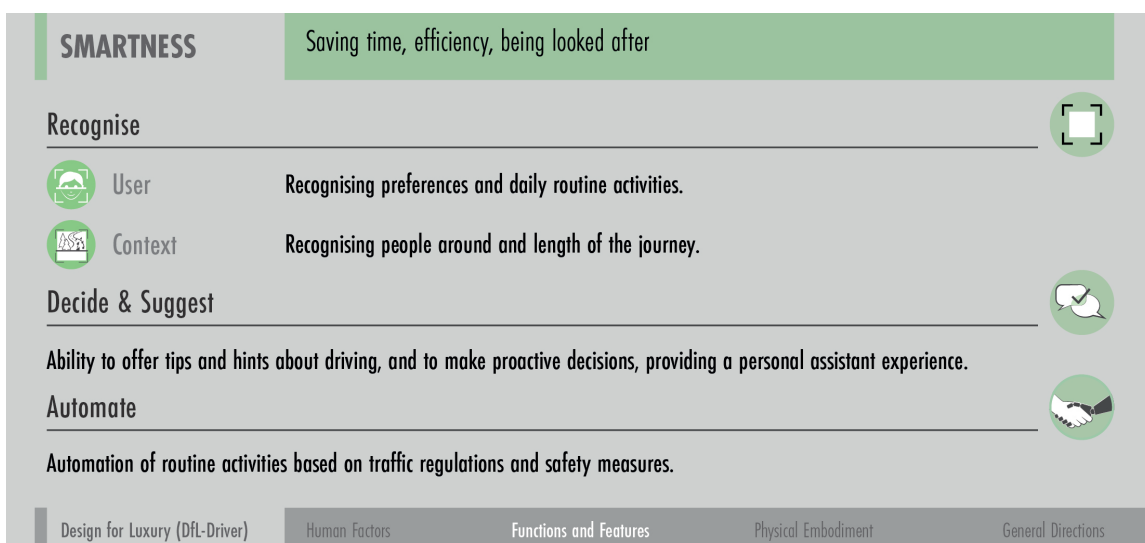 SMARTNESS
Saving time, efficiency, being looked after
Recognise
User
Recognising preferences and daily routine activities.
Context
Recognising people around and length of the journey.
Decide & Suggest
Ability to offer tips and hints about driving, and to make proactive decisions, providing a personal assistant experience.
Automate
Automation of routine activities based on traffic regulations and safety measures.
Design for Luxury (DfL-Driver)
Human Factors
Functions and Features
Physical Embodiment
General Directions